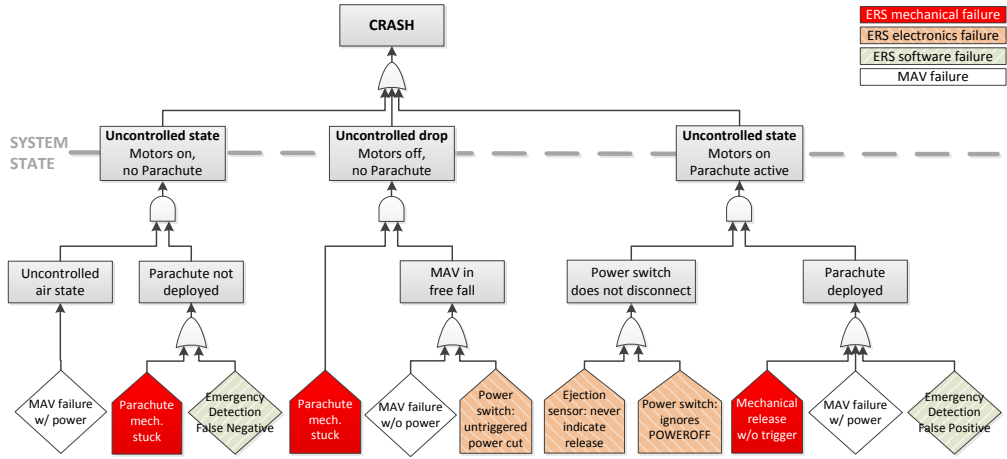 CRASH
ERS mechanical failure
ERS electronics failure
ERS software failure
MAV failure
SYSTEM
STATE
Uncontrolled state
Motors on,
no Parachute
Uncontrolled drop
Motors off,
no Parachute
Uncontrolled state
Motors on
Parachute active
Uncontrolled
air state
Parachute not
deployed
MAV in
free fall
Power switch
does not disconnect
Parachute
deployed
MAV failure
w/ power
Parachute
mech.
stuck
Emergency
Detection
False Negative
Parachute
mech.
stuck
MAV failure
w/o power
Power
switch:
untriggered
power cut
Ejection
sensor: never
indicate
release
Power switch:
ignores
POWEROFF
Mechanical
release
w/o trigger
MAV failure
w/ power
Emergency
Detection
False Positive